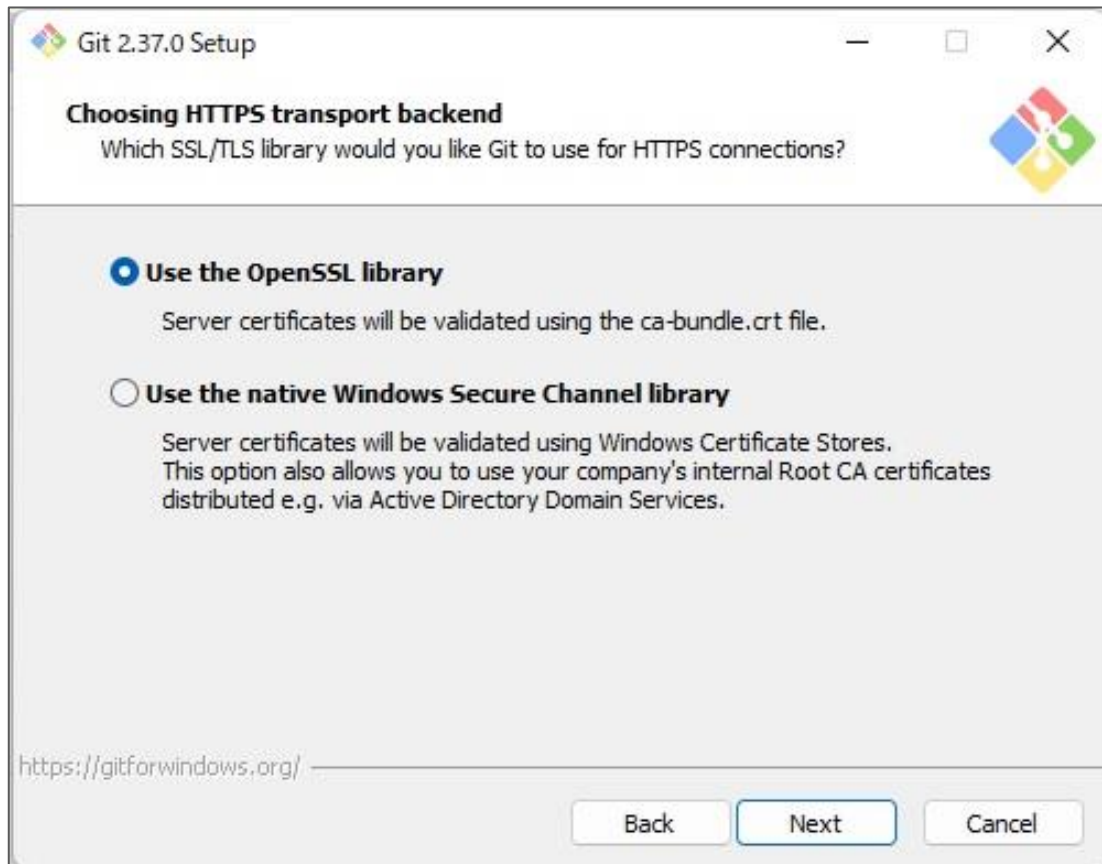 Git 2.37.0 Setup
Choosing HTTPS transport backend
Which SSL/TLS library would you like Git to use for HTTPS connections?
Use the OpenSSL library
Server certificates will be validated using the ca-bundle.crt file.
Use the native Windows Secure Channel library
Server certificates will be validated using Windows Certificate Stores.
This option also allows you to use your company's internal Root CA certificates
distributed e.g. via Active Directory Domain Services.
https://gitforwindows.org/
Back Next Cancel